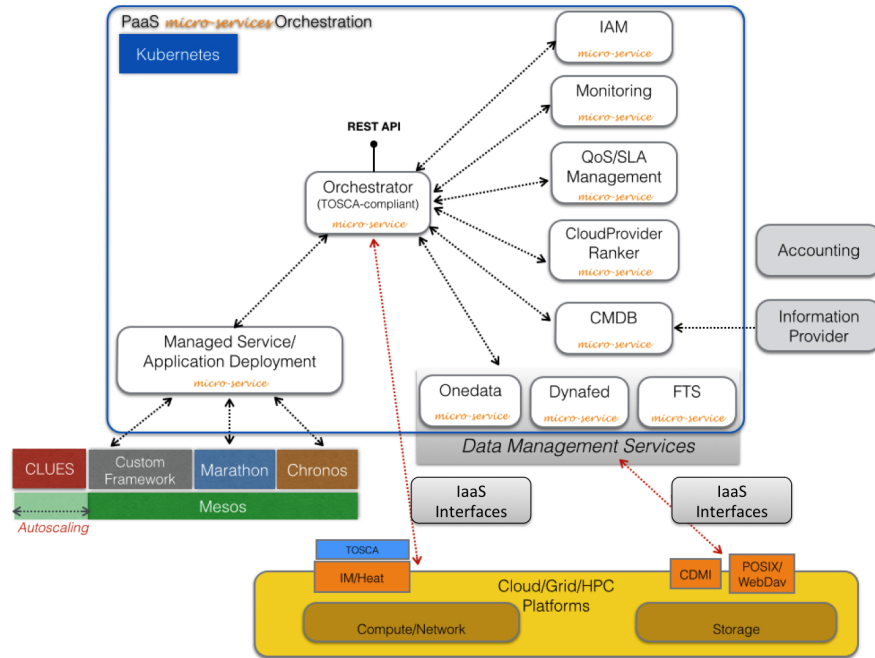 PaaS micro-services Orchestration
Kubernetes
IAM
micro-service
Monitoring
micro-service
REST API
QoS/SLA
Management
micro-service
Orchestrator
(TOSCA-compliant)
micro-service
CloudProvider
Ranker
micro-service
Accounting
CMDB
micro-service
Information
Provider
Managed Service/
Application Deployment
micro-service
Onedata
micro-service
Dynafed
micro-service
FTS
micro-service
Data Management Services
CLUES
Custom
Framework
Marathon
Chronos
Mesos
Autoscaling
IaaS
Interfaces
IaaS
Interfaces
TOSCA
IM/Heat
Cloud/Grid/HPC
Platforms
CDMI
POSIX/
WebDav
Compute/Network
Storage